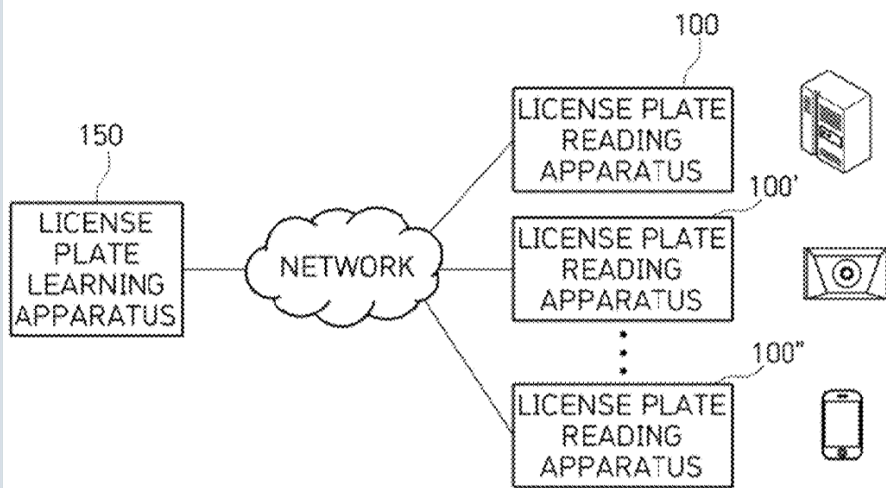 100
LICENSE PLATE
READING
APPARATUS
150
LICENSE
PLATE
LEARNING
APPARATUS
NETWORK
100'
LICENSE PLATE
READING
APPARATUS
100"
LICENSE PLATE
READING
APPARATUS